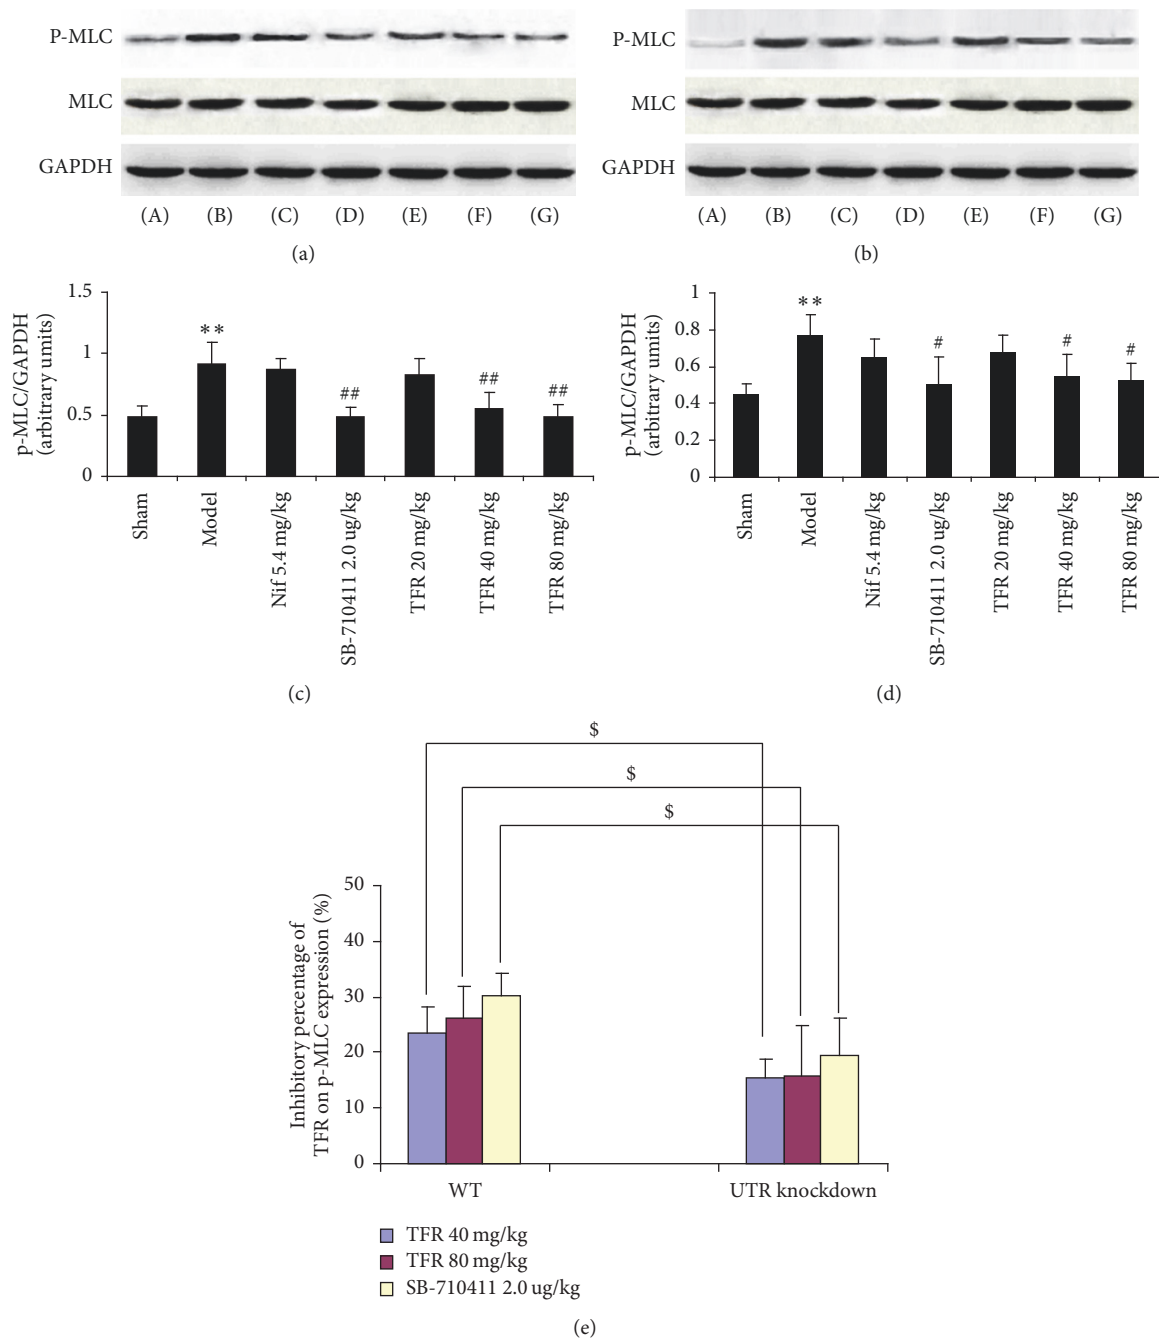 P-MLC
MLC
GAPDH
(A) (B) (C) (D) (E) (F) (G)
(a)
P-MLC
MLC
GAPDH
(A) (B) (C) (D) (E) (F) (G)
(b)
p-MLC/GAPDH
(arbitrary umits)
1.5
1
0.5
0
**
##
##
##
Sham
Model
Nif 5.4 mg/kg
SB-710411 2.0 ug/kg
TFR 20 mg/kg
TFR 40 mg/kg
TFR 80 mg/kg
(c)
p-MLC/GAPDH
(arbitrary umits)
1
0.8
0.6
0.4
0.2
0
**
#
#
#
Sham
Model
Nif 5.4 mg/kg
SB-710411 2.0 ug/kg
TFR 20 mg/kg
TFR 40 mg/kg
TFR 80 mg/kg
(d)
$
$
$
Inhibitory percentage of
TFR on p-MLC expression (%)
50
40
30
20
10
0
WT
UTR knockdown
TFR 40 mg/kg
TFR 80 mg/kg
SB-710411 2.0 ug/kg
(e)